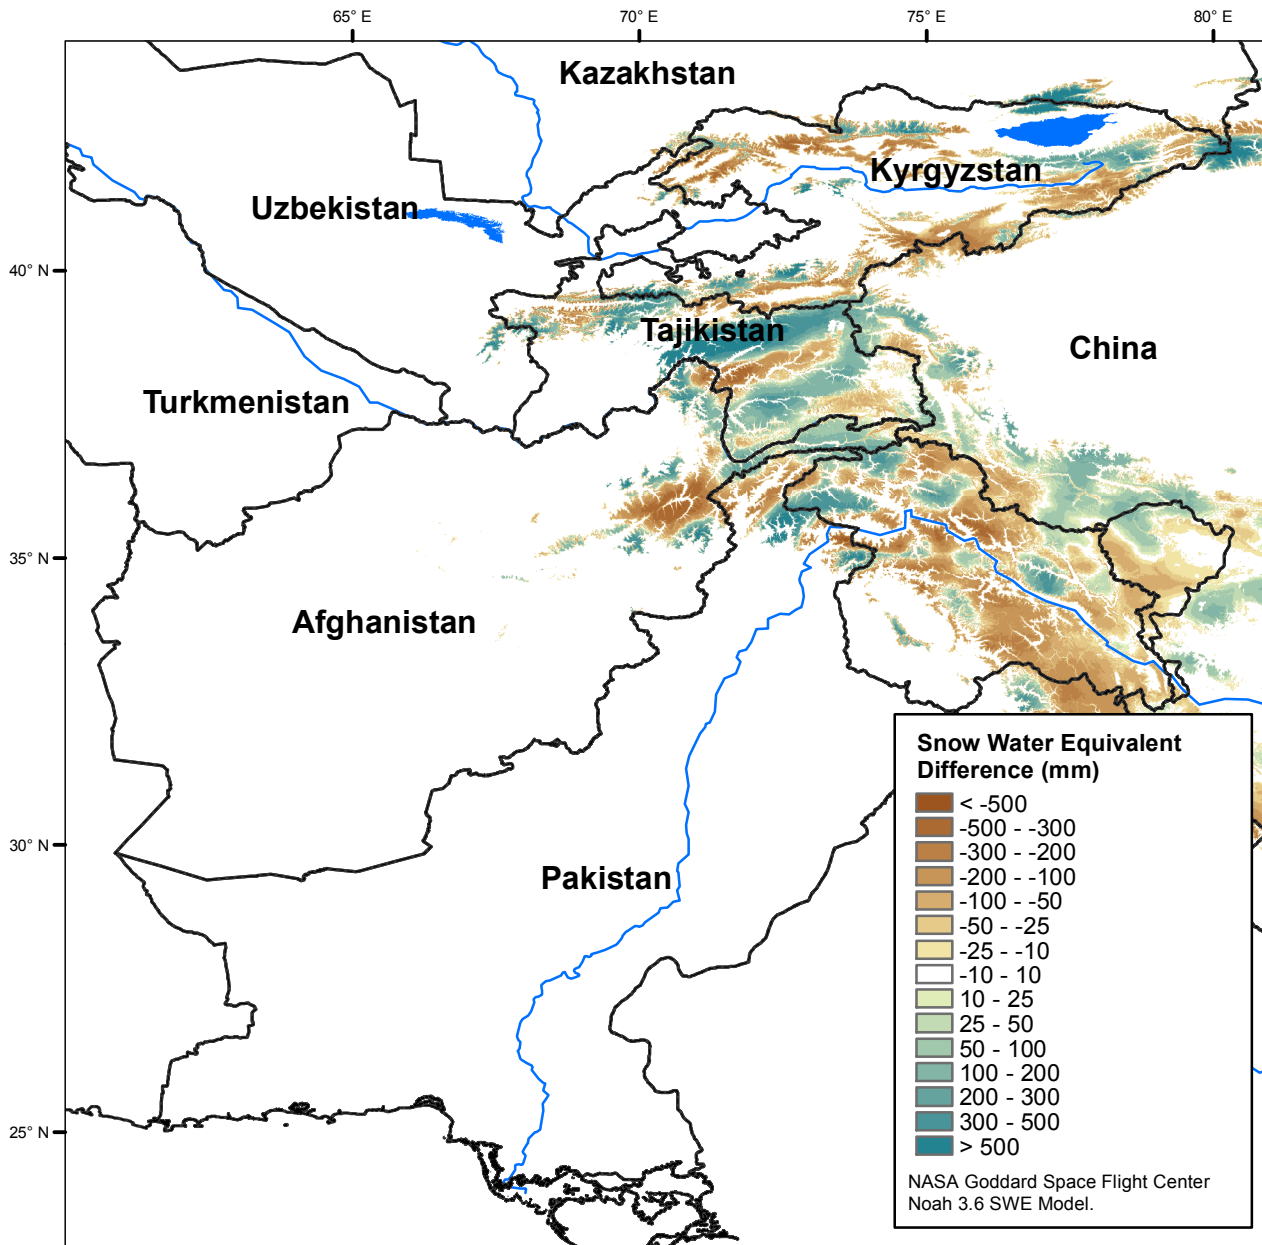 65° E
70° E
75° E
80° E
Kazakhstan
Kyrgyzstan
Uzbekistan
40° N
Tajikistan
China
Turkmenistan
35° N
Afghanistan
30° N
Pakistan
25° N
Snow Water Equivalent
Difference (mm)
< -500
-500 - -300
-300 - -200
-200 - -100
-100 - -50
-50 - -25
-25 - -10
-10 - 10
10 - 25
25 - 50
50 - 100
100 - 200
200 - 300
300 - 500
> 500
NASA Goddard Space Flight Center
Noah 3.6 SWE Model.